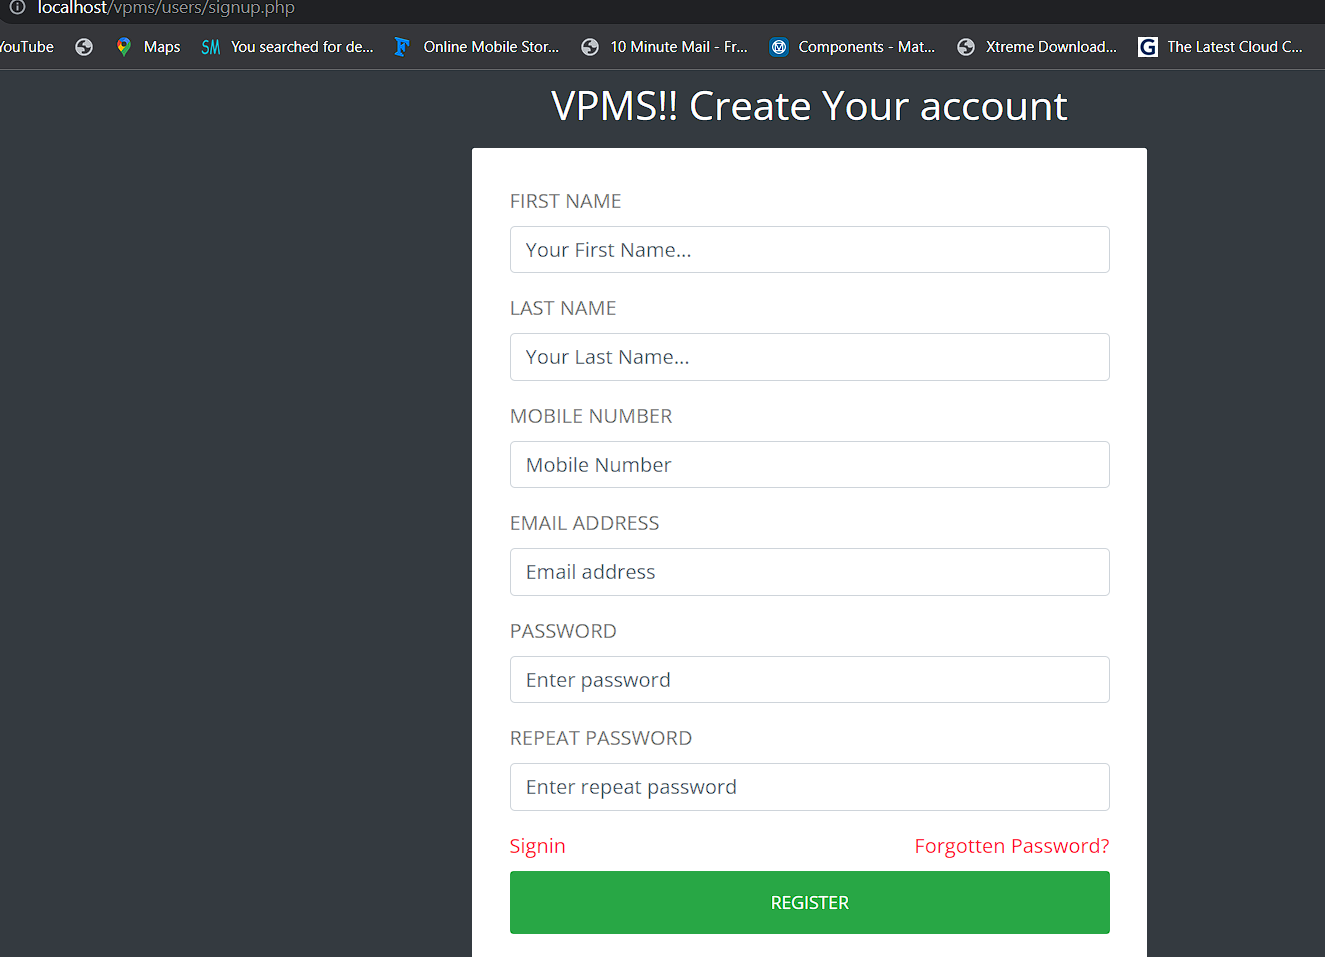 localhost/vpms/users/signup.php
YouTube Maps SM You searched for de... Online Mobile Stor... 10 Minute Mail - Fr... Components - Mat... Xtreme Download... G The Latest Cloud C...
VPMS!! Create Your account
FIRST NAME
Your First Name...
LAST NAME
Your Last Name...
MOBILE NUMBER
Mobile Number
EMAIL ADDRESS
Email address
PASSWORD
Enter password
REPEAT PASSWORD
Enter repeat password
Signin Forgotten Password?
REGISTER